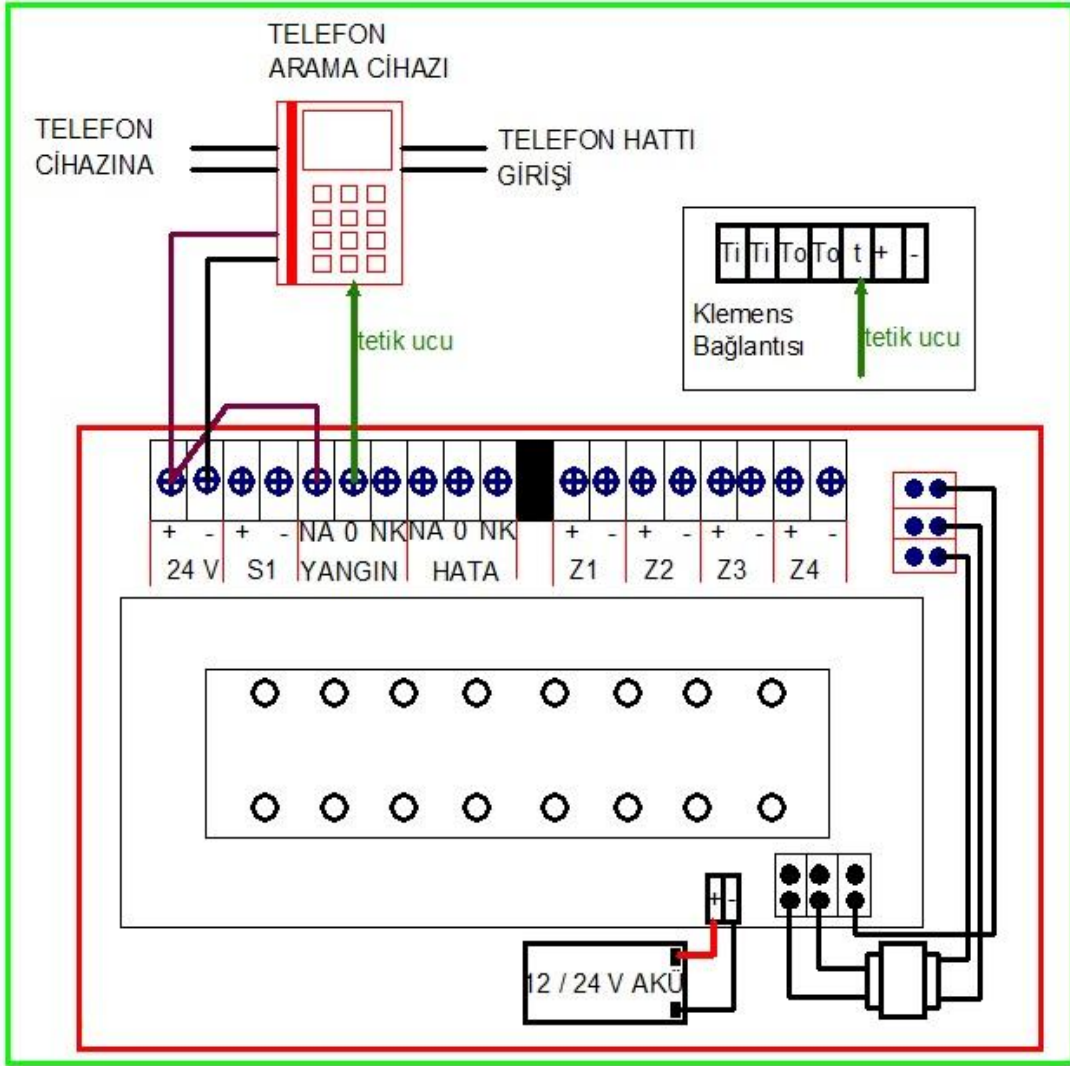 TELEFON
ARAMA CİHAZI
TELEFON
CİHAZINA
TELEFON HATTI
GİRİŞİ
Ti Ti To To t + -
Klemens
Bağlantısı
tetik ucu
tetik ucu
+ - + - NA 0 NK NA 0 NK + - + - + - + -
24 V S1 YANGIN HATA Z1 Z2 Z3 Z4
+ -
12 / 24 V AKÜ